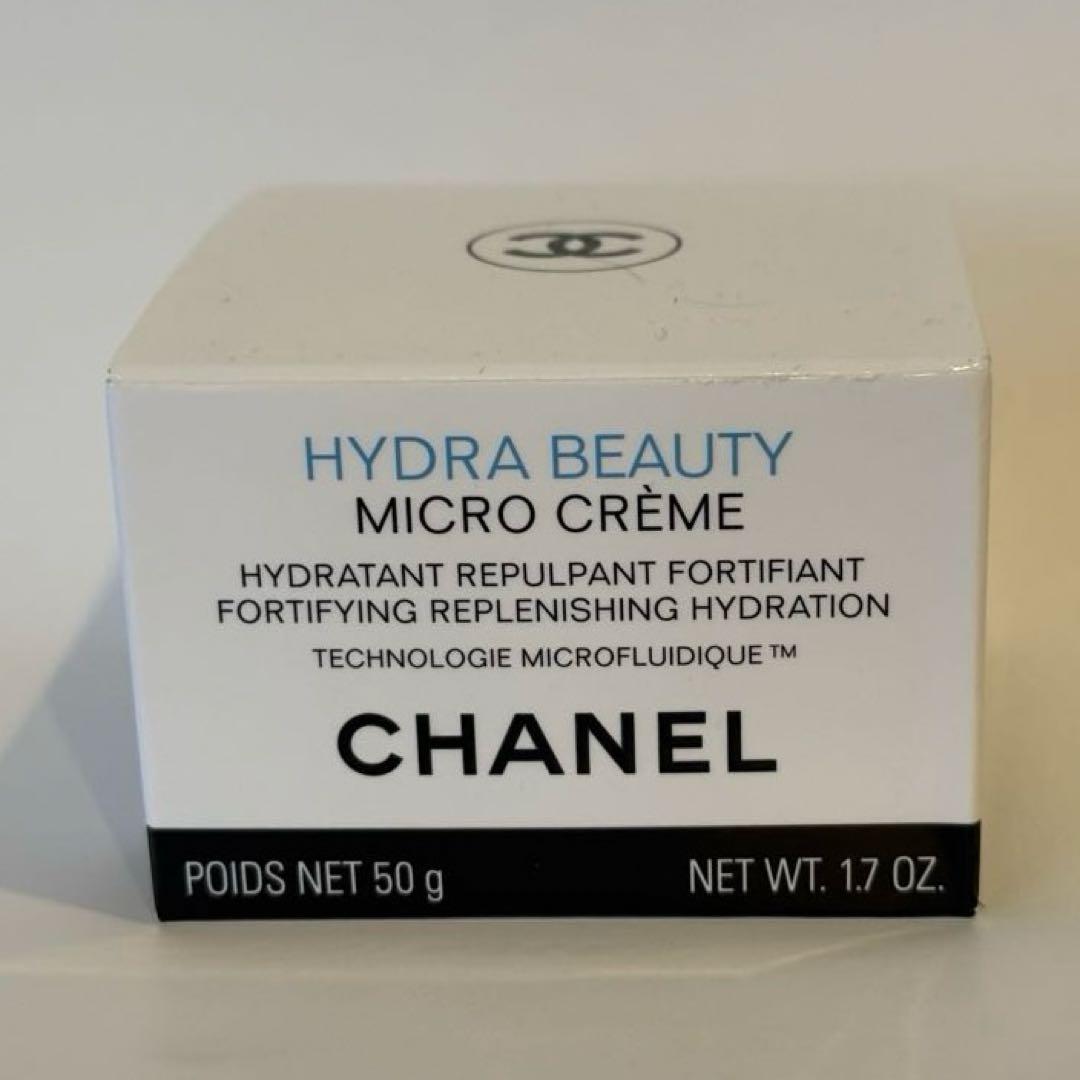 HYDRA BEAUTY
MICRO CRÈME
HYDRATANT REPULPANT FORTIFIANT
FORTIFYING REPLENISHING HYDRATION
TECHNOLOGIE MICROFLUIDIQUE™
CHANEL
POIDS NET 50 g NET WT. 1.7 OZ.